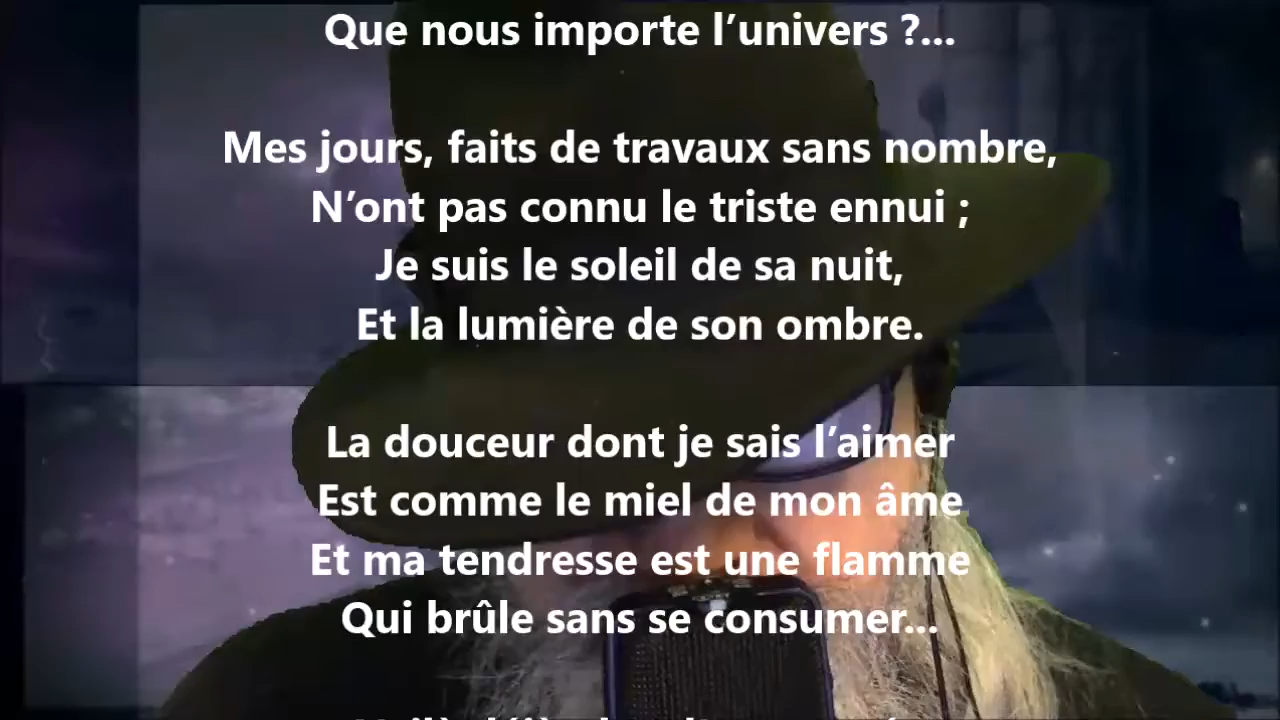 Que nous importe l’univers ?...
Mes jours, faits de travaux sans nombre,
N’ont pas connu le triste ennui ;
Je suis le soleil de sa nuit,
Et la lumière de son ombre.
La douceur dont je sais l’aimer
Est comme le miel de mon âme
Et ma tendresse est une flamme
Qui brûle sans se consumer...